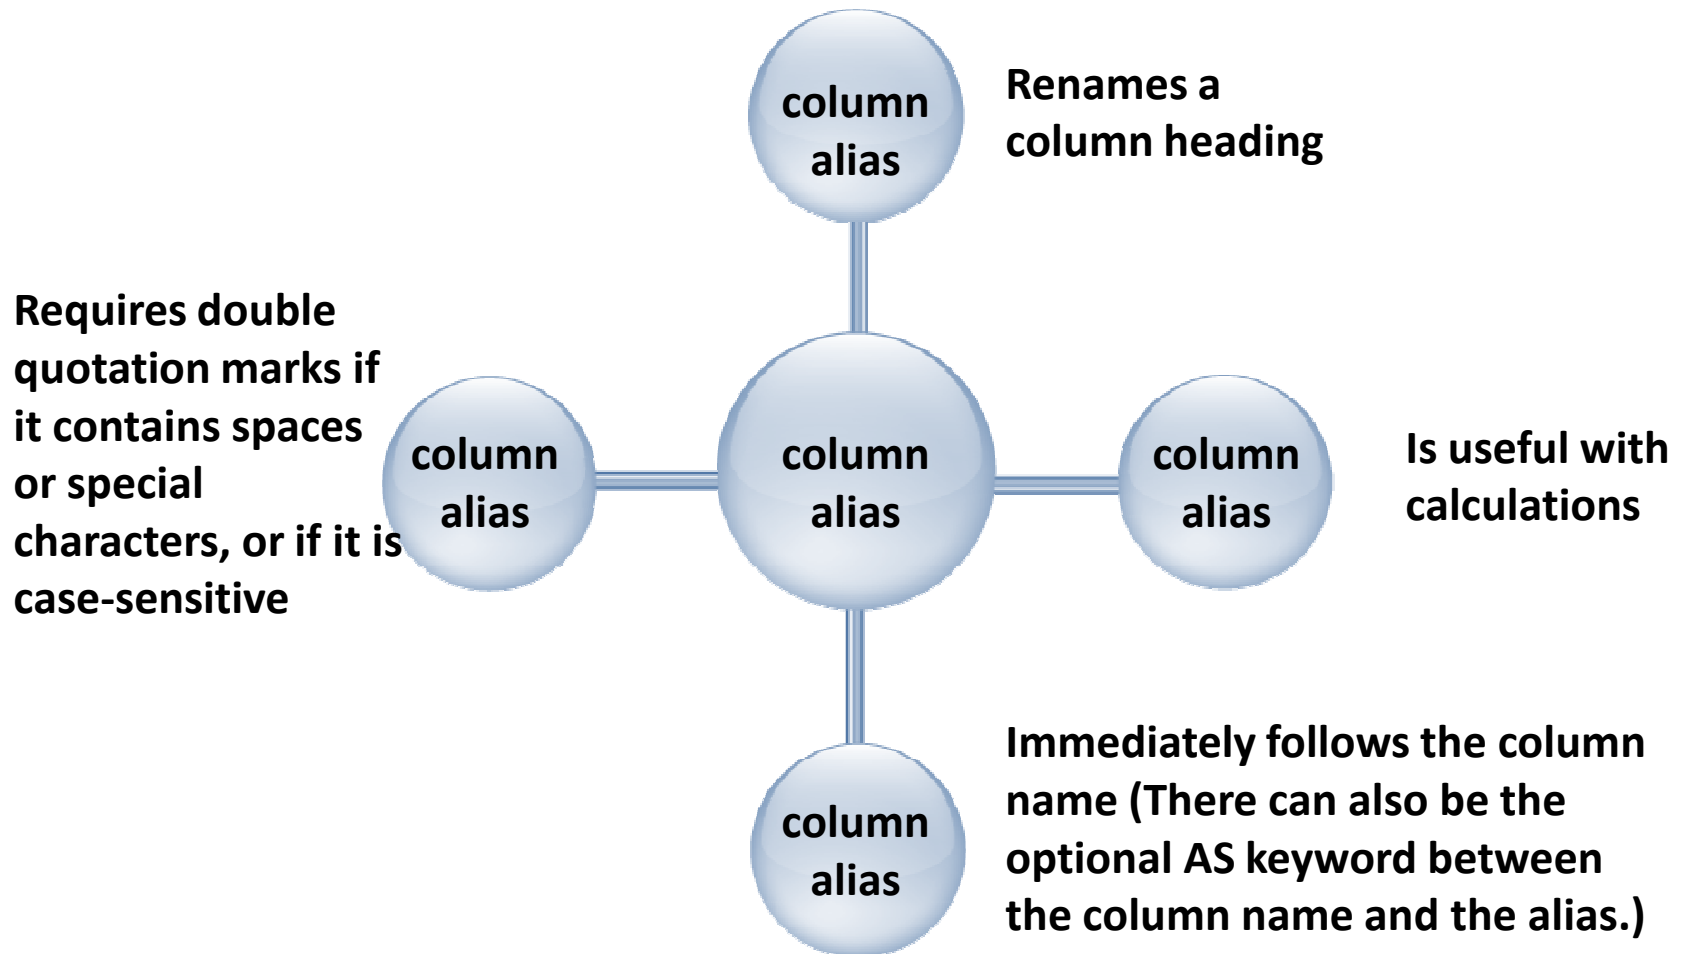 column
alias
Renames a
column heading
Requires double
quotation marks if
it contains spaces
or special
characters, or if it is
case-sensitive
column
alias
column
alias
column
alias
Is useful with
calculations
column
alias
Immediately follows the column
name (There can also be the
optional AS keyword between
the column name and the alias.)